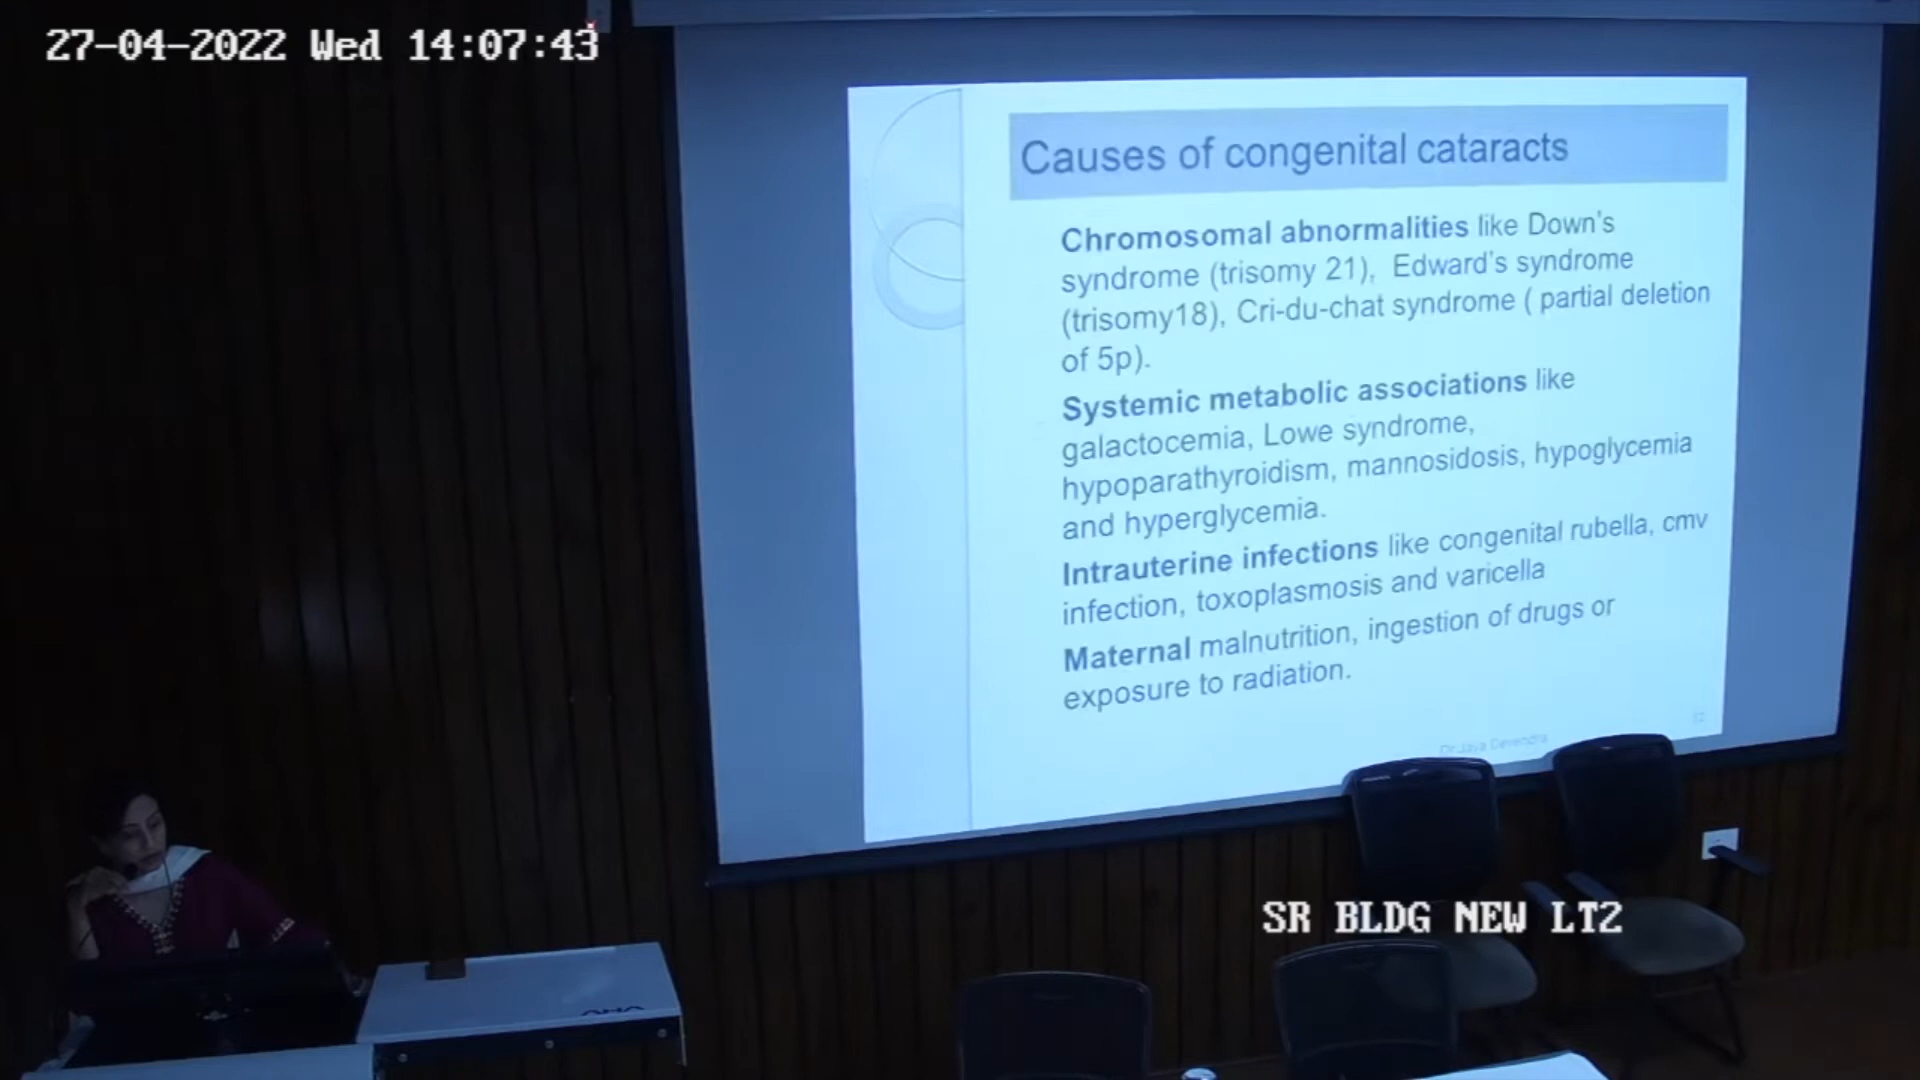 27-04-2022 Wed 14:07:43
Causes of congenital cataracts
Chromosomal abnormalities like Down's
syndrome (trisomy 21), Edward's syndrome
(trisomy18), Cri-du-chat syndrome ( partial deletion
of 5p).
Systemic metabolic associations like
galactocemia, Lowe syndrome,
hypoparathyroidism, mannosidosis, hypoglycemia
and hyperglycemia.
Intrauterine infections like congenital rubella, cmv
infection, toxoplasmosis and varicella
Maternal malnutrition, ingestion of drugs or
exposure to radiation.
Dr Jaya Devendra
SR BLDG NEW LT2